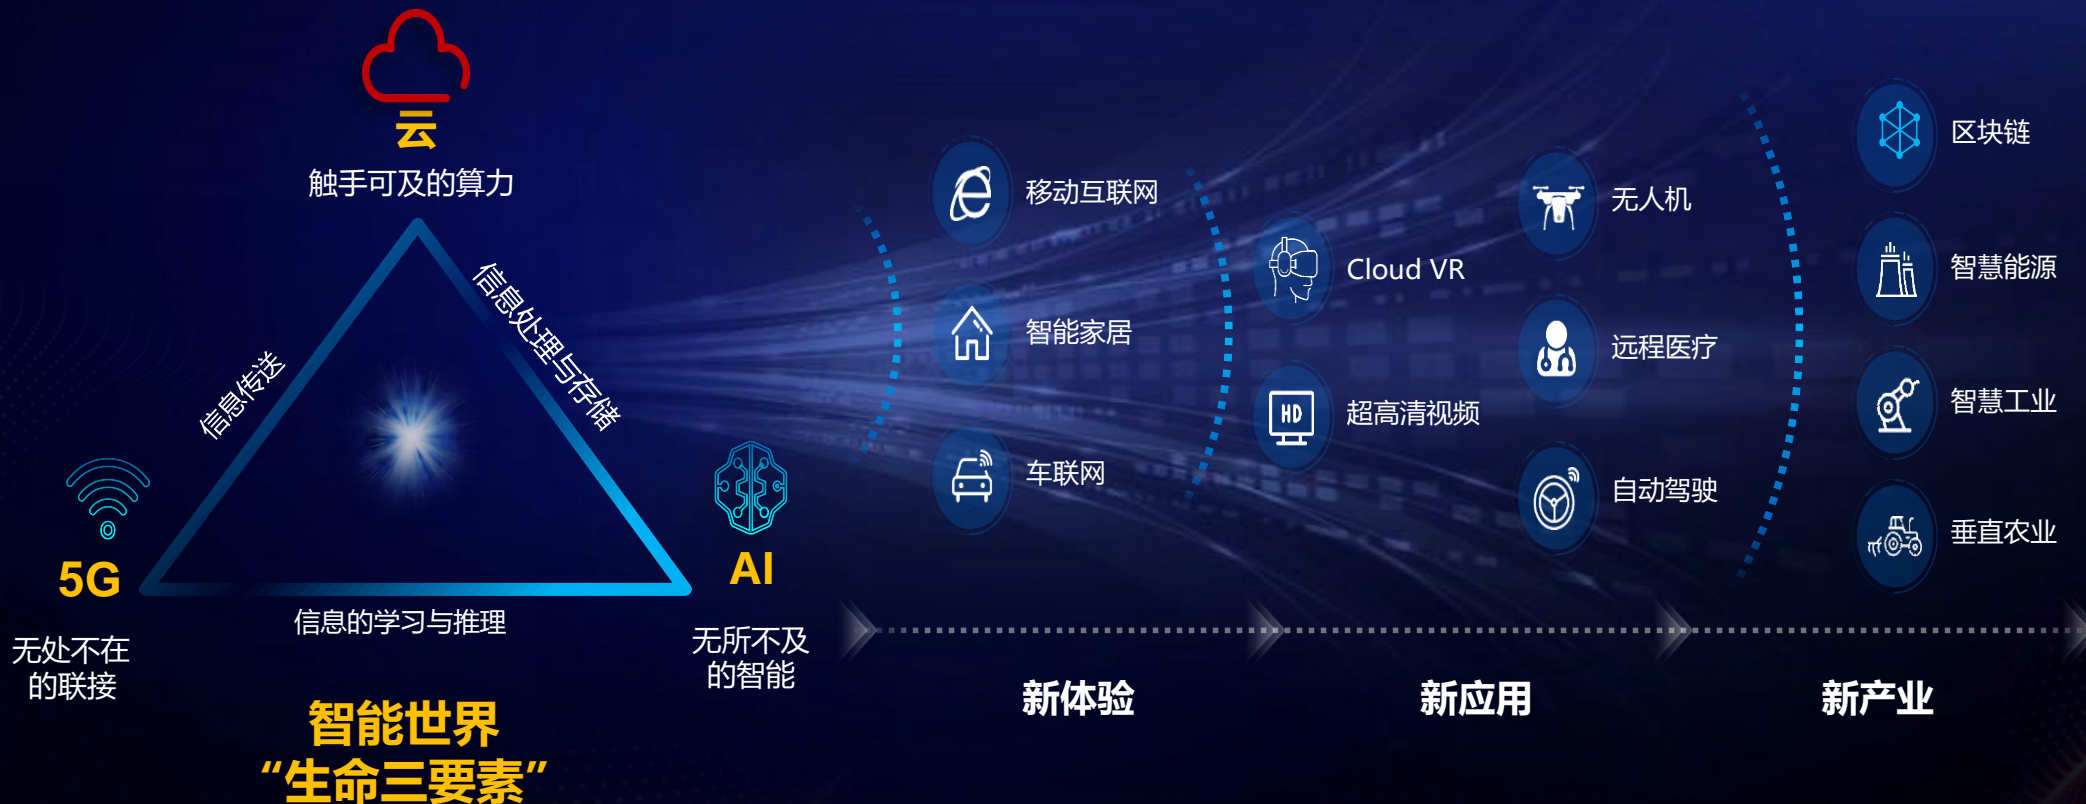 云
触手可及的算力
信息传送
信息处理与存储
5G
无处不在
的联接
信息的学习与推理
AI
无所不及
的智能
智能世界
“生命三要素”
移动互联网
智能家居
车联网
新体验
Cloud VR
HD
超高清视频
无人机
远程医疗
自动驾驶
新应用
区块链
智慧能源
智慧工业
垂直农业
新产业